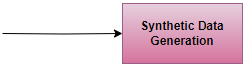 Synthetic Data
Generation